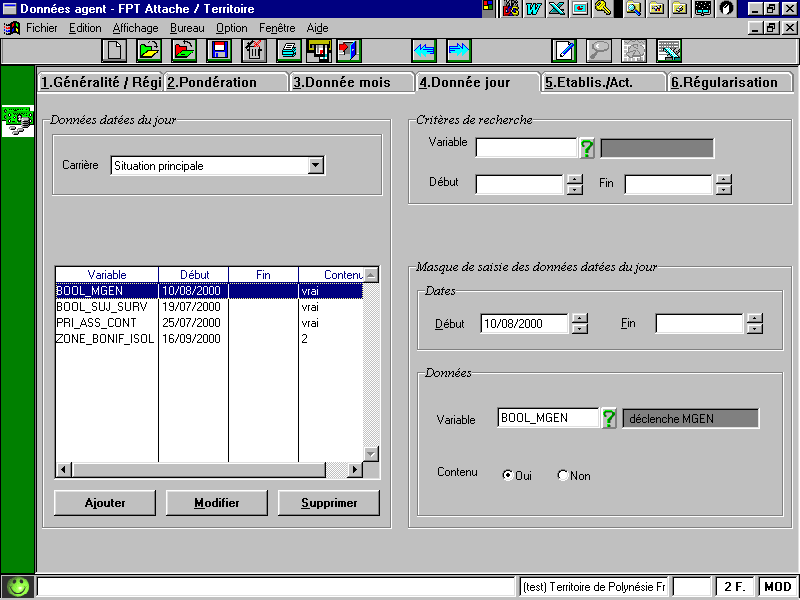 Données agent - FPT Attache / Territoire
Fichier Edition Affichage Bureau Option Fenêtre Aide
1.Généralité / Régi 2.Pondération 3.Donnée mois 4.Donnée jour 5.Etablis./Act. 6.Régularisation
Données datées du jour
Carrière Situation principale
Variable Début Fin Contenu
BOOL_MGEN 10/08/2000 vrai
BOOL_SUJ_SURV 19/07/2000 vrai
PRI_ASS_CONT 25/07/2000 vrai
ZONE_BONIF_ISOL 16/09/2000 2
Ajouter Modifier Supprimer
Critères de recherche
Variable ?
Début Fin
Masque de saisie des données datées du jour
Dates
Début 10/08/2000 Fin
Données
Variable BOOL_MGEN ? déclenche MGEN
Contenu Oui Non
(test) Territoire de Polynésie Fr 2 F. MOD